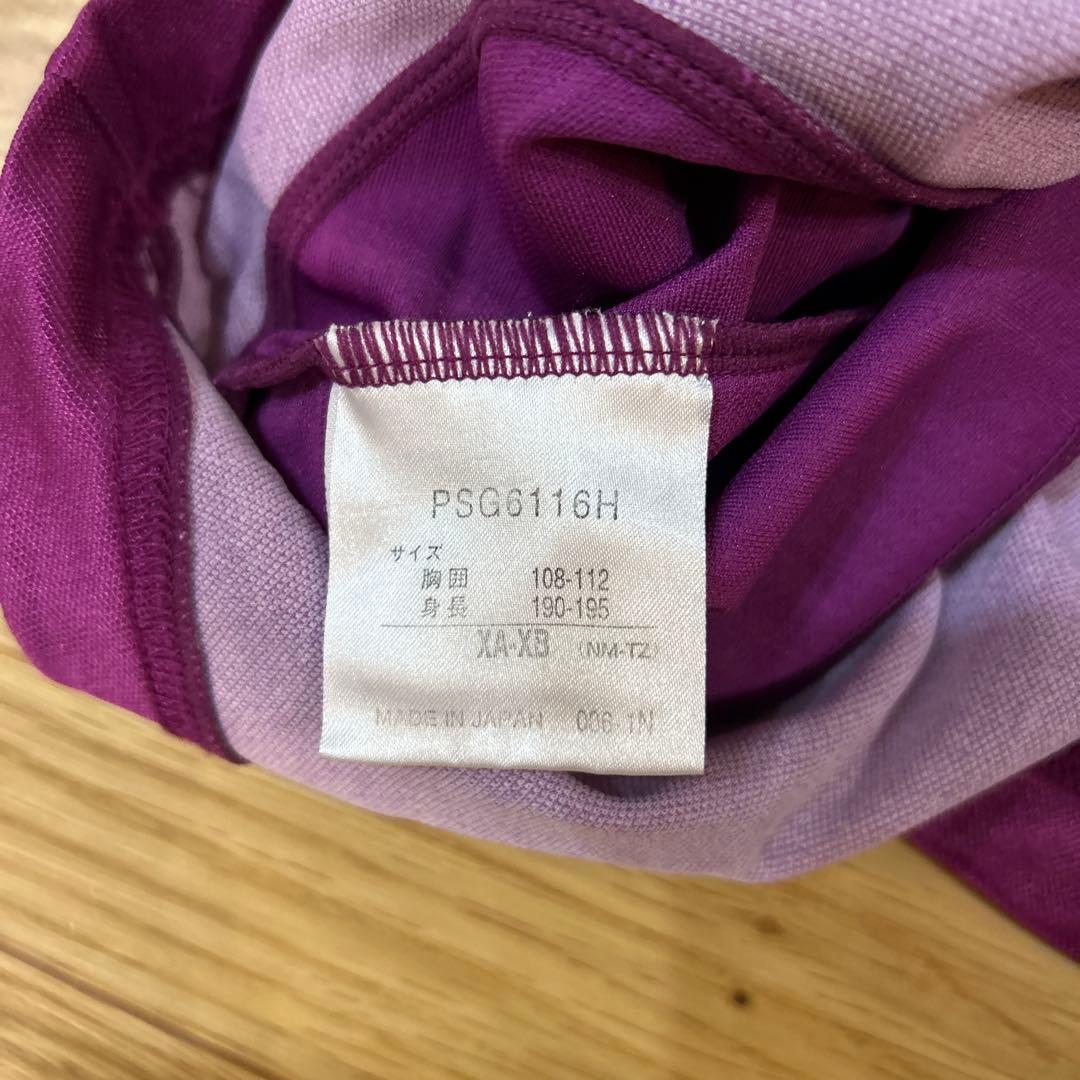 PSG6116H
サイズ
胸囲 108-112
身長 190-195
XA-XB (NM-TZ)
MADE IN JAPAN 006 1N